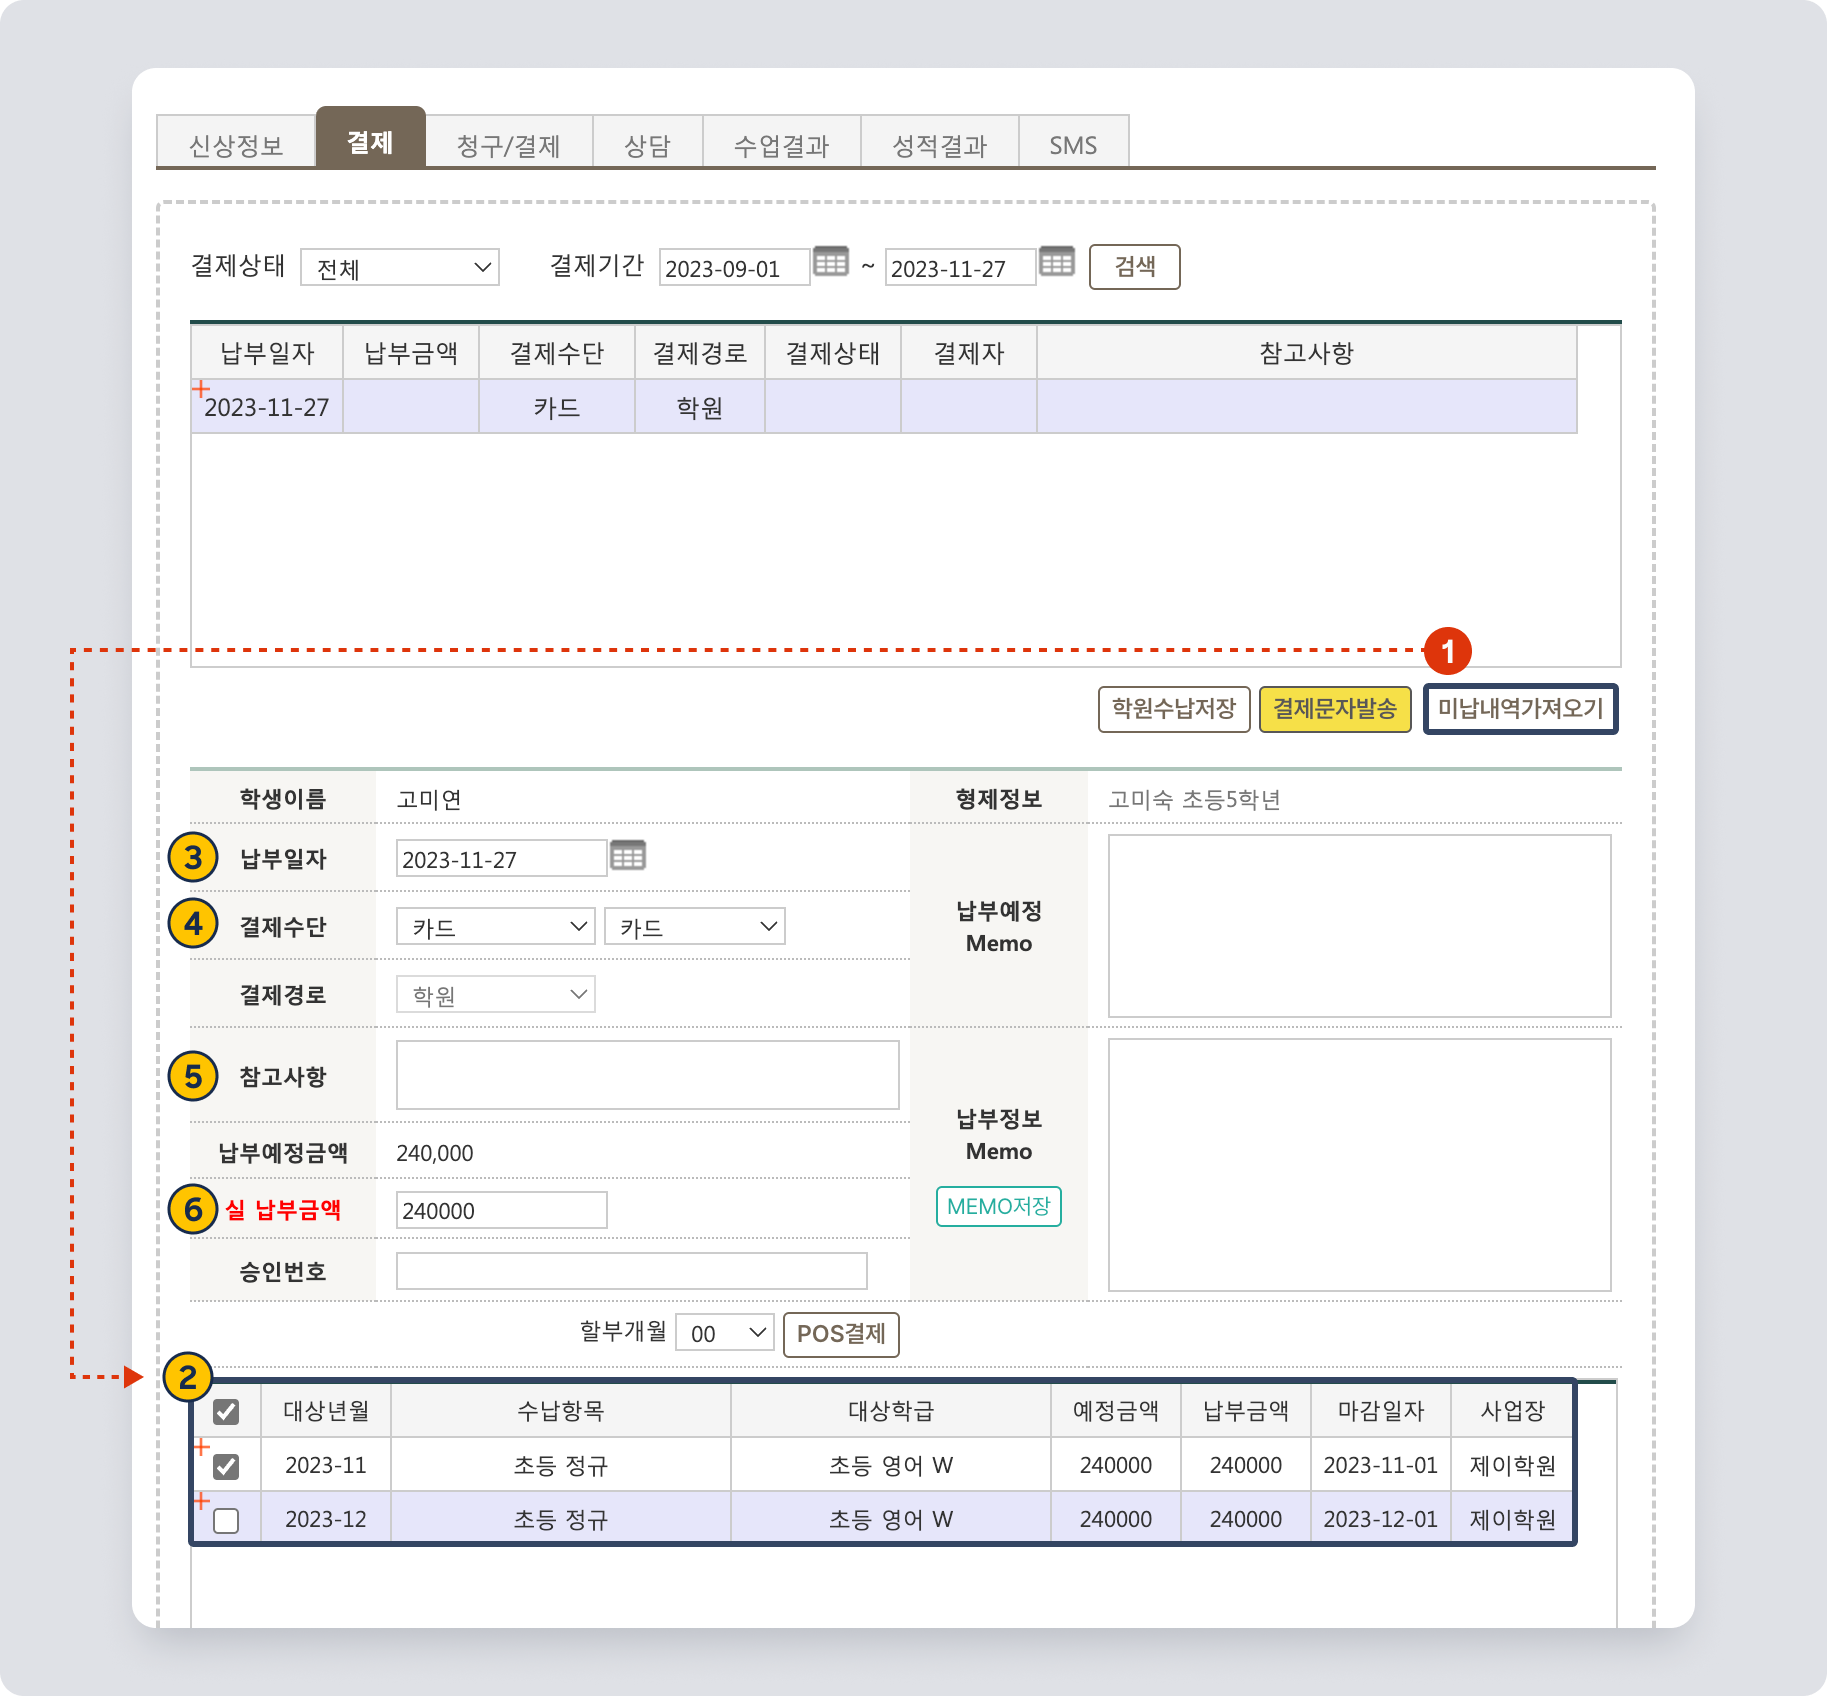 신상정보 결제 청구/결제 상담 수업결과 성적결과 SMS
결제상태 전체 결제기간 2023-09-01 ~ 2023-11-27 검색
납부일자 납부금액 결제수단 결제경로 결제상태 결제자 참고사항
2023-11-27 카드 학원
1
학원수납저장 결제문자발송 미납내역가져오기
학생이름 고미연 형제정보 고미숙 초등5학년
3 납부일자 2023-11-27
4 결제수단 카드 카드
납부예정
Memo
결제경로 학원
5 참고사항
납부정보
Memo
납부예정금액 240,000
6 실 납부금액 240000
MEMO저장
승인번호
할부개월 00 POS결제
2
대상년월 수납항목 대상학급 예정금액 납부금액 마감일자 사업장
2023-11 초등 정규 초등 영어 W 240000 240000 2023-11-01 제이학원
2023-12 초등 정규 초등 영어 W 240000 240000 2023-12-01 제이학원